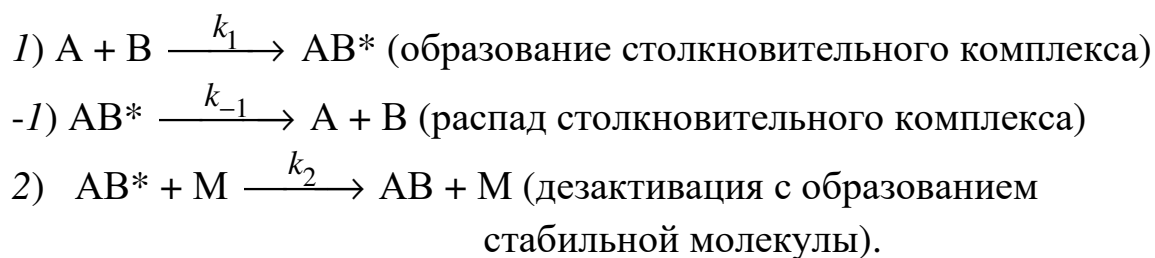 1) A + B k₁ → AB* (образование столкновительного комплекса)
-1) AB* k₋₁ → A + B (распад столкновительного комплекса)
2) AB* + M k₂ → AB + M (дезактивация с образованием
стабильной молекулы).